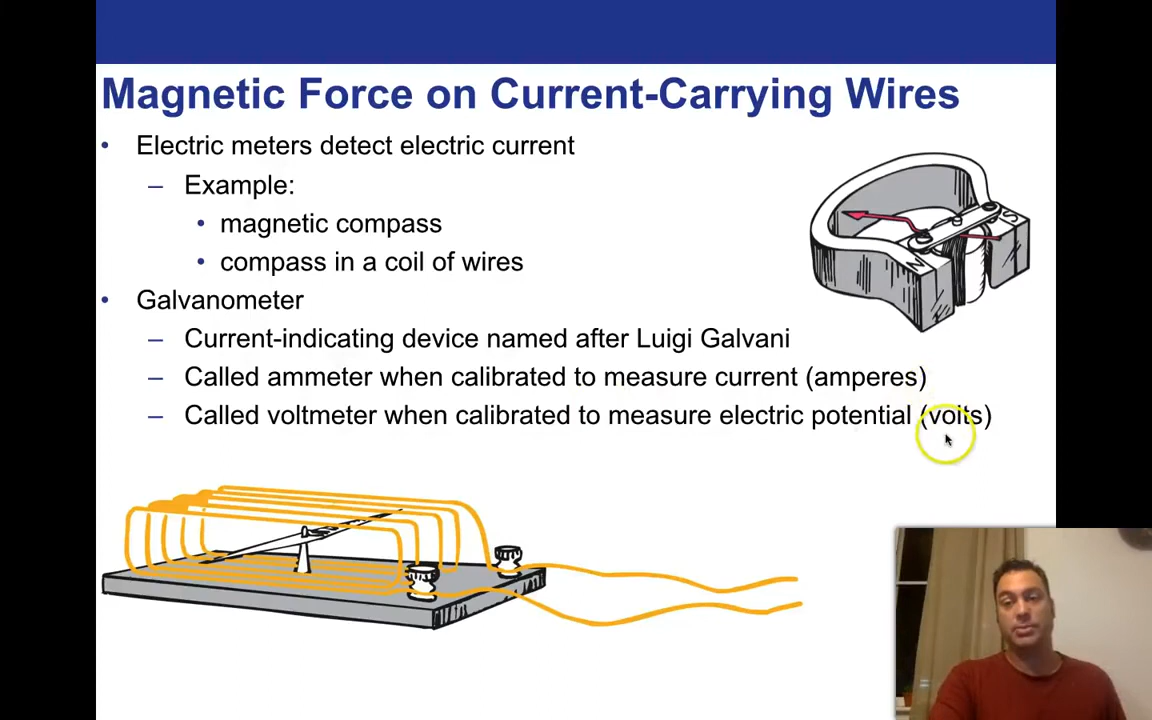 Magnetic Force on Current-Carrying Wires
• Electric meters detect electric current
– Example:
• magnetic compass
• compass in a coil of wires
• Galvanometer
– Current-indicating device named after Luigi Galvani
– Called ammeter when calibrated to measure current (amperes)
– Called voltmeter when calibrated to measure electric potential (volts)
S
N